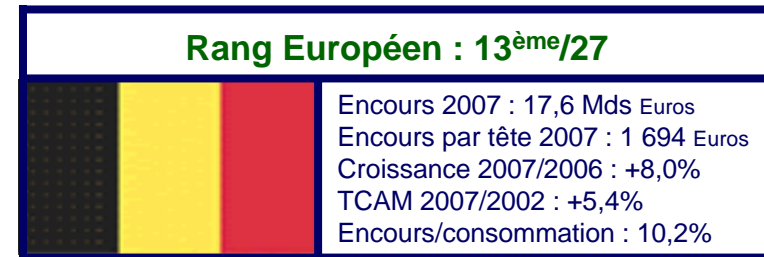 Rang Européen : 13ème/27
Encours 2007 : 17,6 Mds Euros
Encours par tête 2007 : 1 694 Euros
Croissance 2007/2006 : +8,0%
TCAM 2007/2002 : +5,4%
Encours/consommation : 10,2%